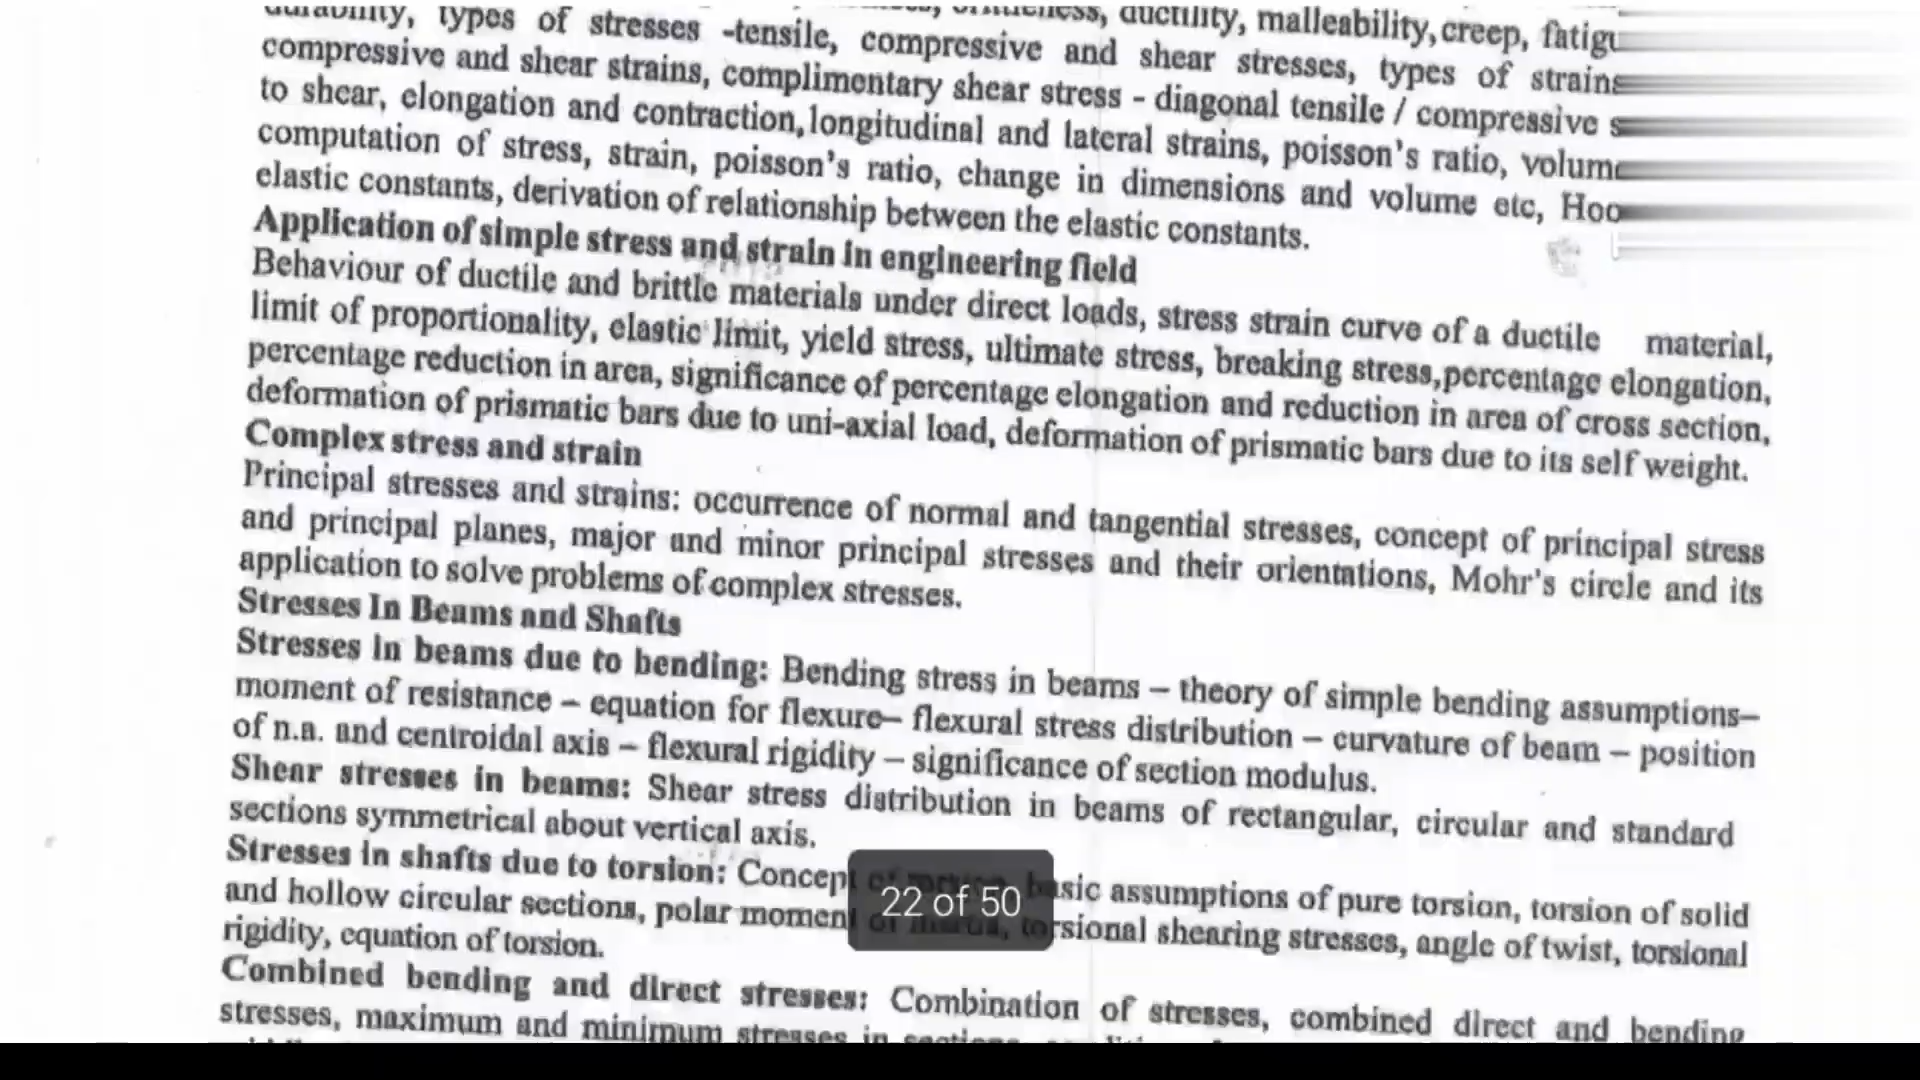 durability, types of stresses -tensile, compressive and shear stresses, types of strains
brittleness, ductility, malleability, creep, fatigu
compressive and shear strains, complimentary shear stress - diagonal tensile / compressive s
to shear, elongation and contraction, longitudinal and lateral strains, poisson's ratio, volume
computation of stress, strain, poisson's ratio, change in dimensions and volume etc, Hoo
elastic constants, derivation of relationship between the elastic constants.
Application of simple stress and strain in engineering field
Behaviour of ductile and brittle materials under direct loads, stress strain curve of a ductile material,
limit of proportionality, elastic limit, yield stress, ultimate stress, breaking stress,percentage elongation,
percentage reduction in area, significance of percentage elongation and reduction in area of cross section,
deformation of prismatic bars due to uni-axial load, deformation of prismatic bars due to its self weight.
Complex stress and strain
Principal stresses and strains: occurrence of normal and tangential stresses, concept of principal stress
and principal planes, major and minor principal stresses and their orientations, Mohr's circle and its
application to solve problems of complex stresses.
Stresses In Beams and Shafts
Stresses in beams due to bending: Bending stress in beams – theory of simple bending assumptions–
moment of resistance – equation for flexure– flexural stress distribution – curvature of beam – position
of n.a. and centroidal axis – flexural rigidity – significance of section modulus.
Shear stresses in beams: Shear stress distribution in beams of rectangular, circular and standard
sections symmetrical about vertical axis.
Stresses in shafts due to torsion: Concept basic assumptions of pure torsion, torsion of solid
and hollow circular sections, polar moment torsional shearing stresses, angle of twist, torsional
rigidity, equation of torsion.
22 of 50
Combined bending and direct stresses: Combination of stresses, combined direct and bending
stresses, maximum and minimum stresses in sections,